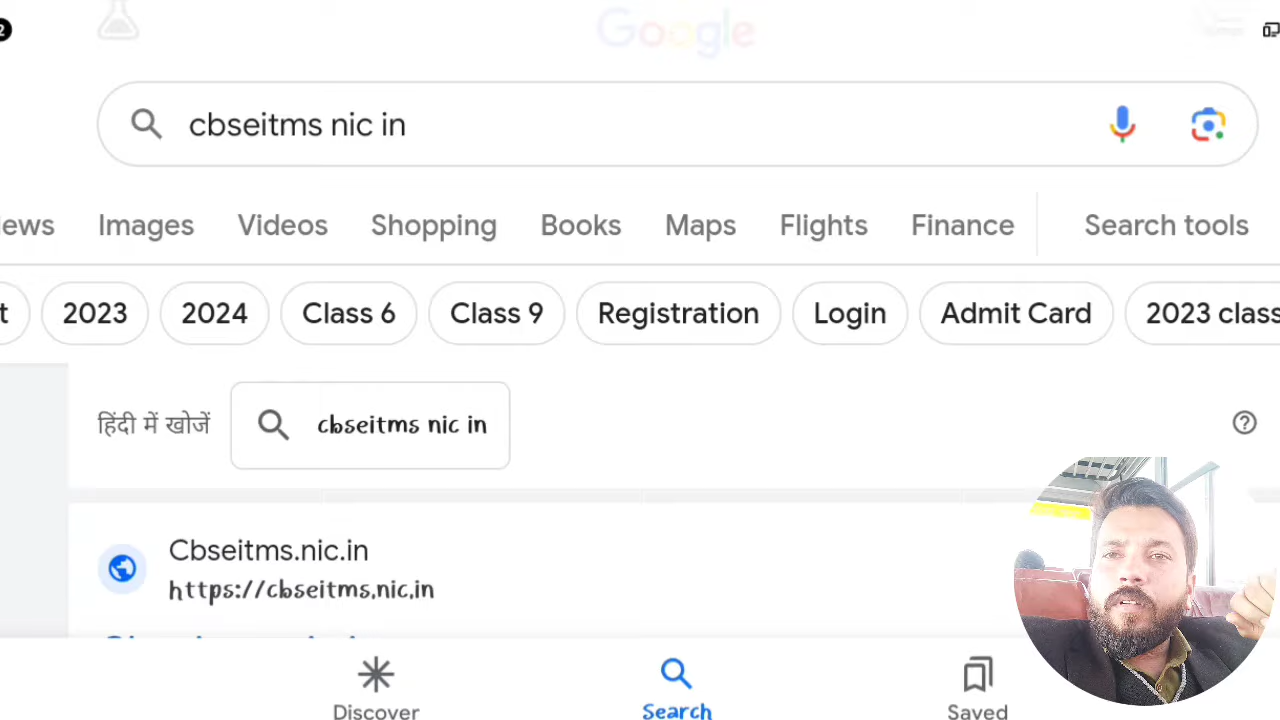 2
Google
cbseitms nic in
ews Images Videos Shopping Books Maps Flights Finance Search tools
t 2023 2024 Class 6 Class 9 Registration Login Admit Card 2023 class
हिंदी में खोजें cbseitms nic in
Cbseitms.nic.in
https://cbseitms.nic.in
Discover Search Saved